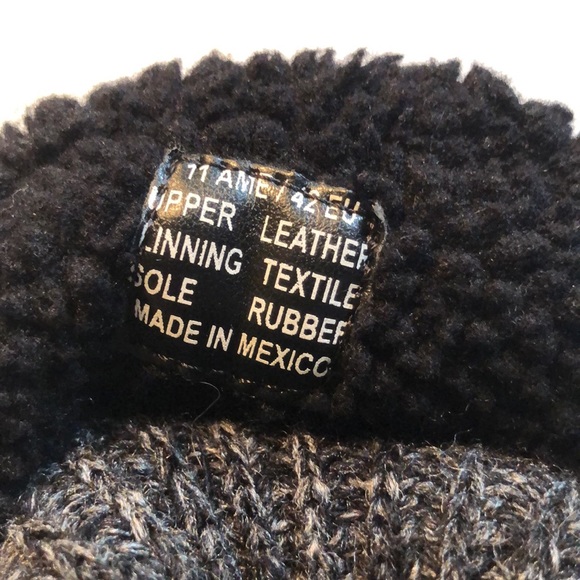 11 AME / 42 EU
UPPER LEATHER
LINNING TEXTILE
SOLE RUBBER
MADE IN MEXICO